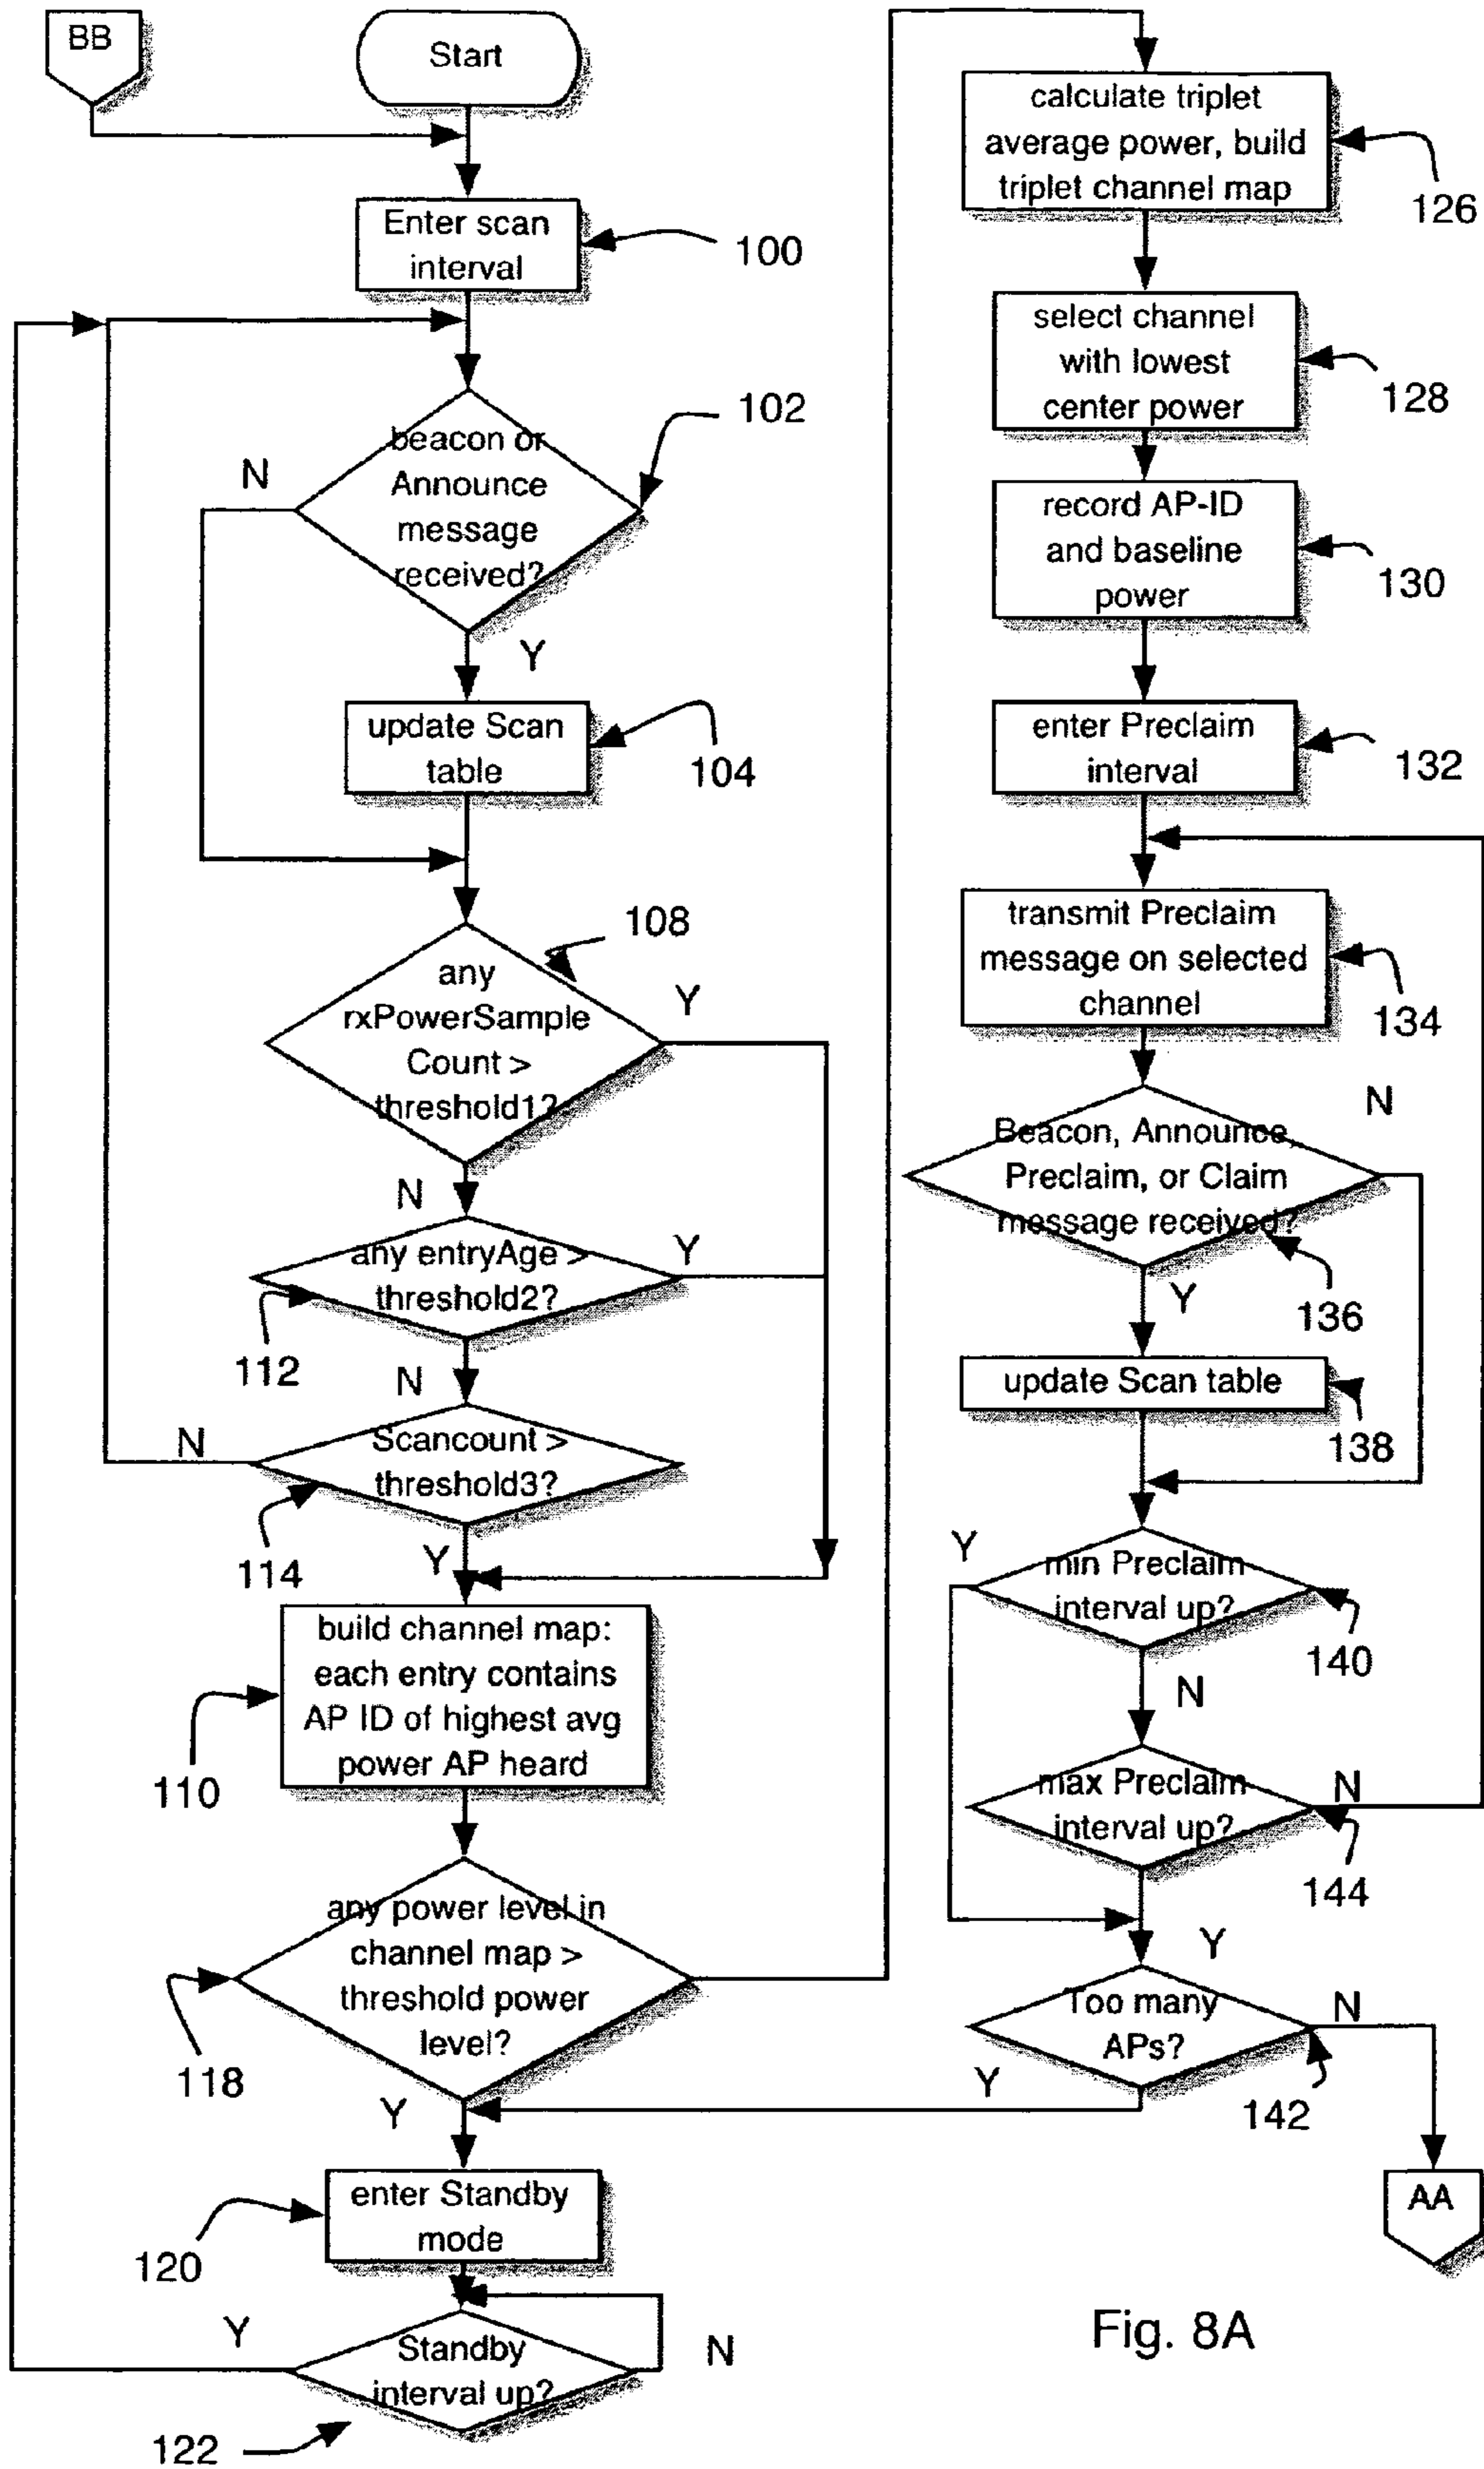 BB
Start
Enter scan
interval
100
N
beacon or
Announce
message
received?
102
Y
update Scan
table
104
108
any
rxPowerSample
Count >
threshold1?
Y
N
any entryAge >
threshold2?
Y
112
N
Scancount >
threshold3?
N
114
Y
build channel map:
each entry contains
AP ID of highest avg
power AP heard
110
any power level in
channel map >
threshold power
level?
118
Y
enter Standby
mode
120
Y
Standby
interval up?
N
122
calculate triplet
average power, build
triplet channel map
126
select channel
with lowest
center power
128
record AP-ID
and baseline
power
130
enter Preclaim
interval
132
transmit Preclaim
message on selected
channel
134
N
Beacon, Announce,
Preclaim, or Claim
message received?
136
Y
update Scan table
138
Y
min Preclaim
interval up?
140
N
max Preclaim
interval up?
N
144
Y
Too many
APs?
N
Y
142
AA
Fig. 8A